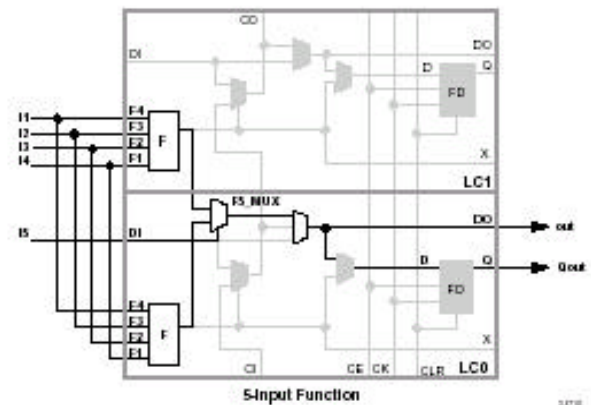 CO
DI
DO
D
Q
FD
I1
I2
I3
I4
F4
F3
F2
F1
F
X
LC1
F5_MUX
DO
out
I5
DI
D
Q
Qout
FD
F4
F3
F2
F1
F
X
CI
CE
CK
CLR
LC0
5-Input Function